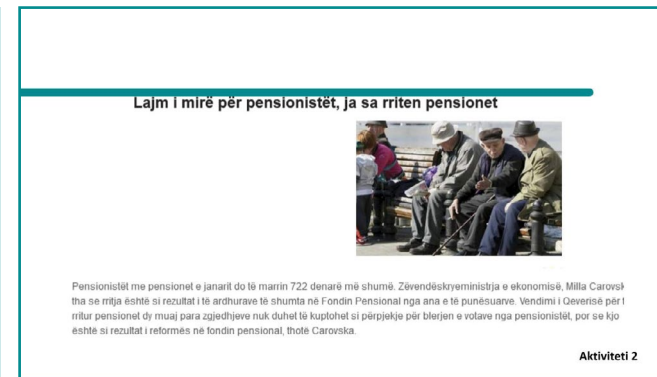 Lajm i mirë për pensionistët, ja sa rriten pensionet
Pensionistët me pensionet e janarit do të marrin 722 denarë më shumë. Zëvendëskryeministrja e ekonomisë, Milla Carovsk
tha se rritja është si rezultat i të ardhurave të shumta në Fondin Pensional nga ana e të punësuarve. Vendimi i Qeverisë për t
rritur pensionet dy muaj para zgjedhjeve nuk duhet të kuptohet si përpjekje për blerjen e votave nga pensionistët, por se kjo
është si rezultat i reformës në fondin pensional, thotë Carovska.
Aktiviteti 2